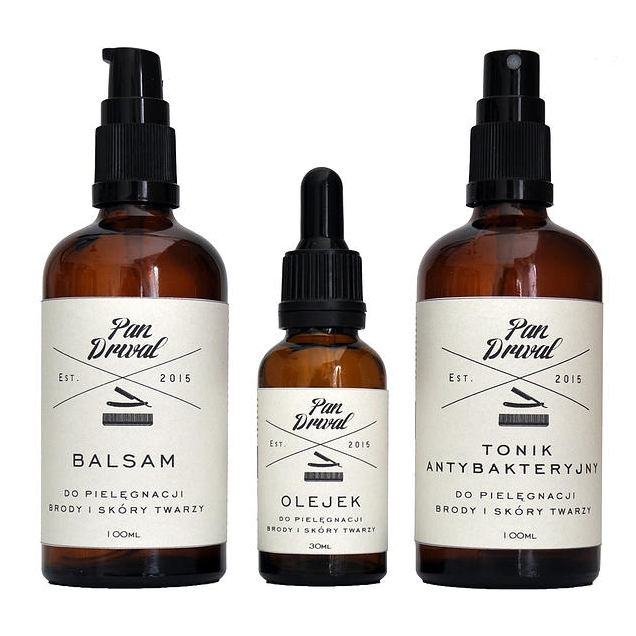 Pan
Drwal
EST. 2015
BALSAM
DO PIELĘGNACJI
BRODY I SKÓRY TWARZY
100ML
Pan
Drwal
EST. 2015
OLEJEK
DO PIELĘGNACJI
BRODY I SKÓRY TWARZY
30ML
Pan
Drwal
EST. 2015
TONIK
ANTYBAKTERYJNY
DO PIELĘGNACJI
BRODY I SKÓRY TWARZY
100ML